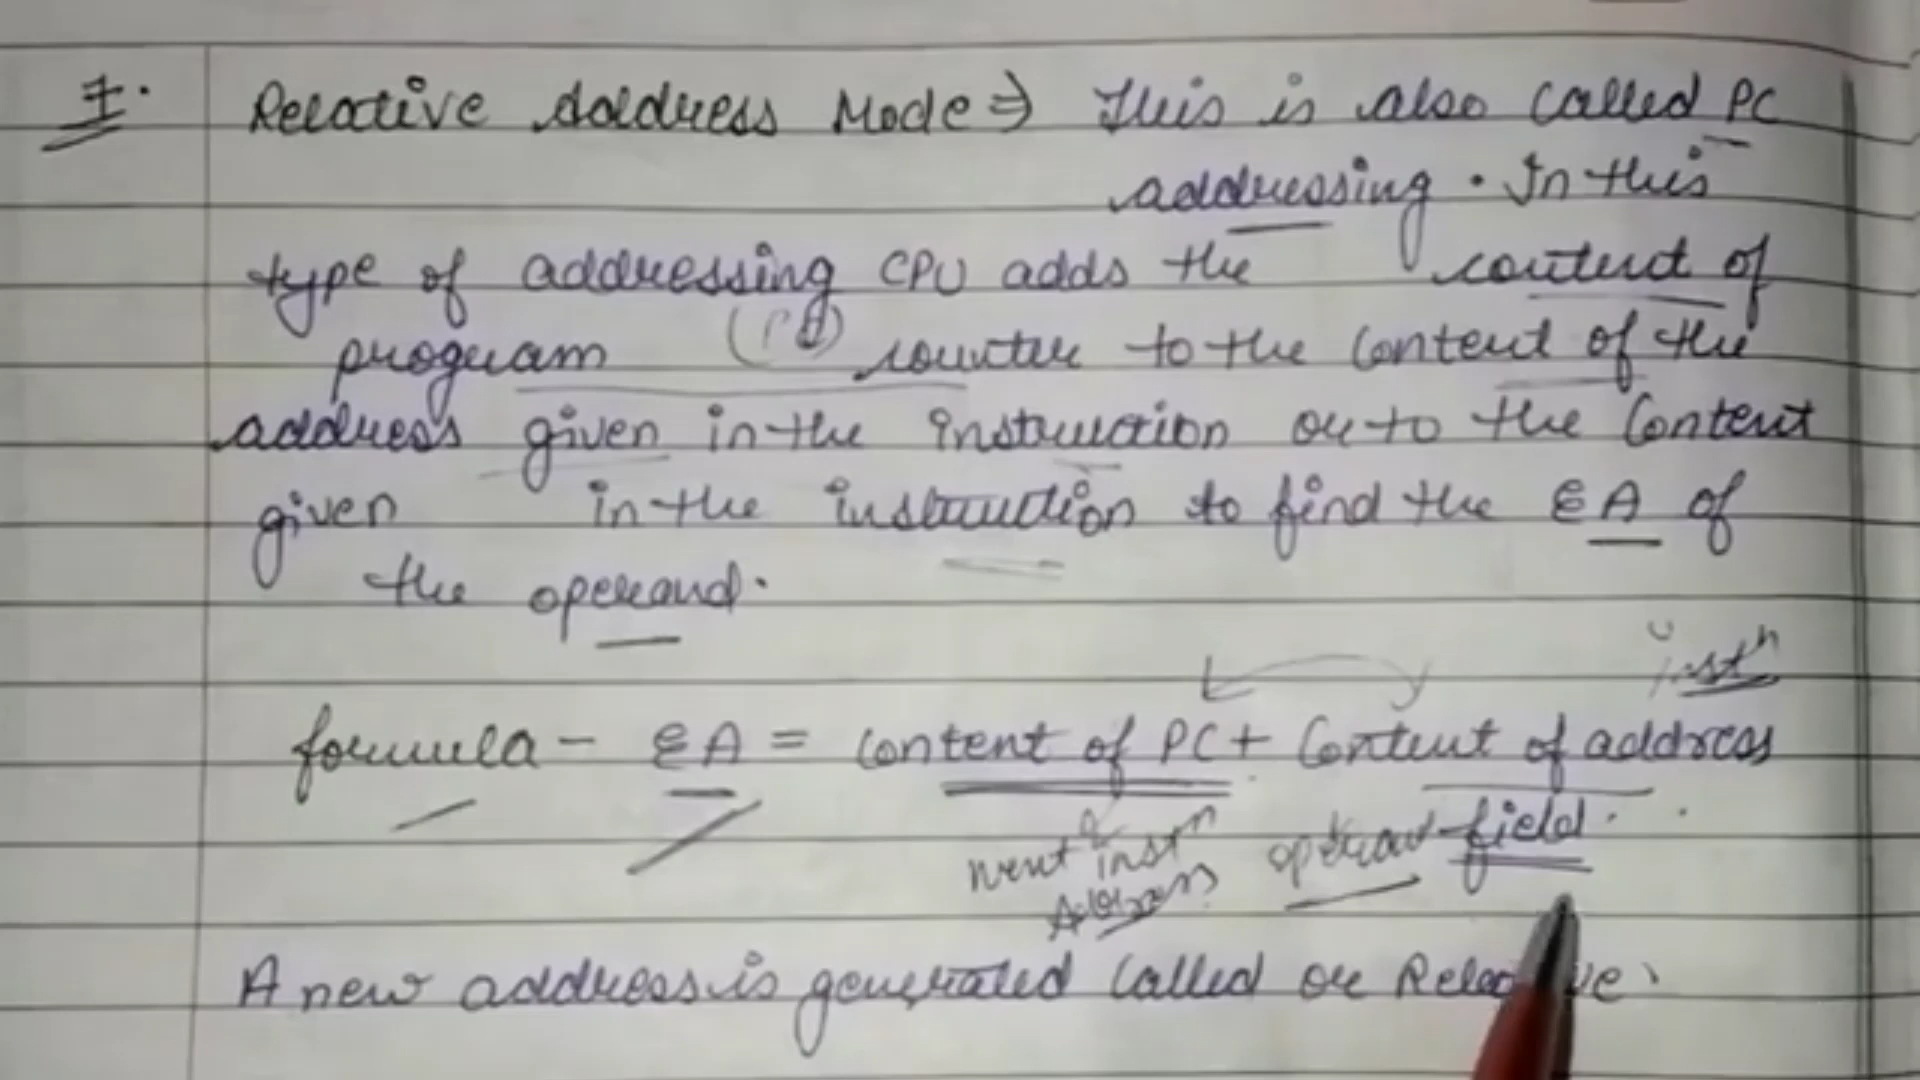 7. Relative Address Mode ⇒ This is also called PC
addressing. In this
type of addressing CPU adds the content of
program (PC) counter to the content of the
address given in the instruction or to the content
given in the instruction to find the EA of
the operand.
instn
formula - EA = content of PC + content of address
next instn operand field.
Address
A new address is generated called or Relative.